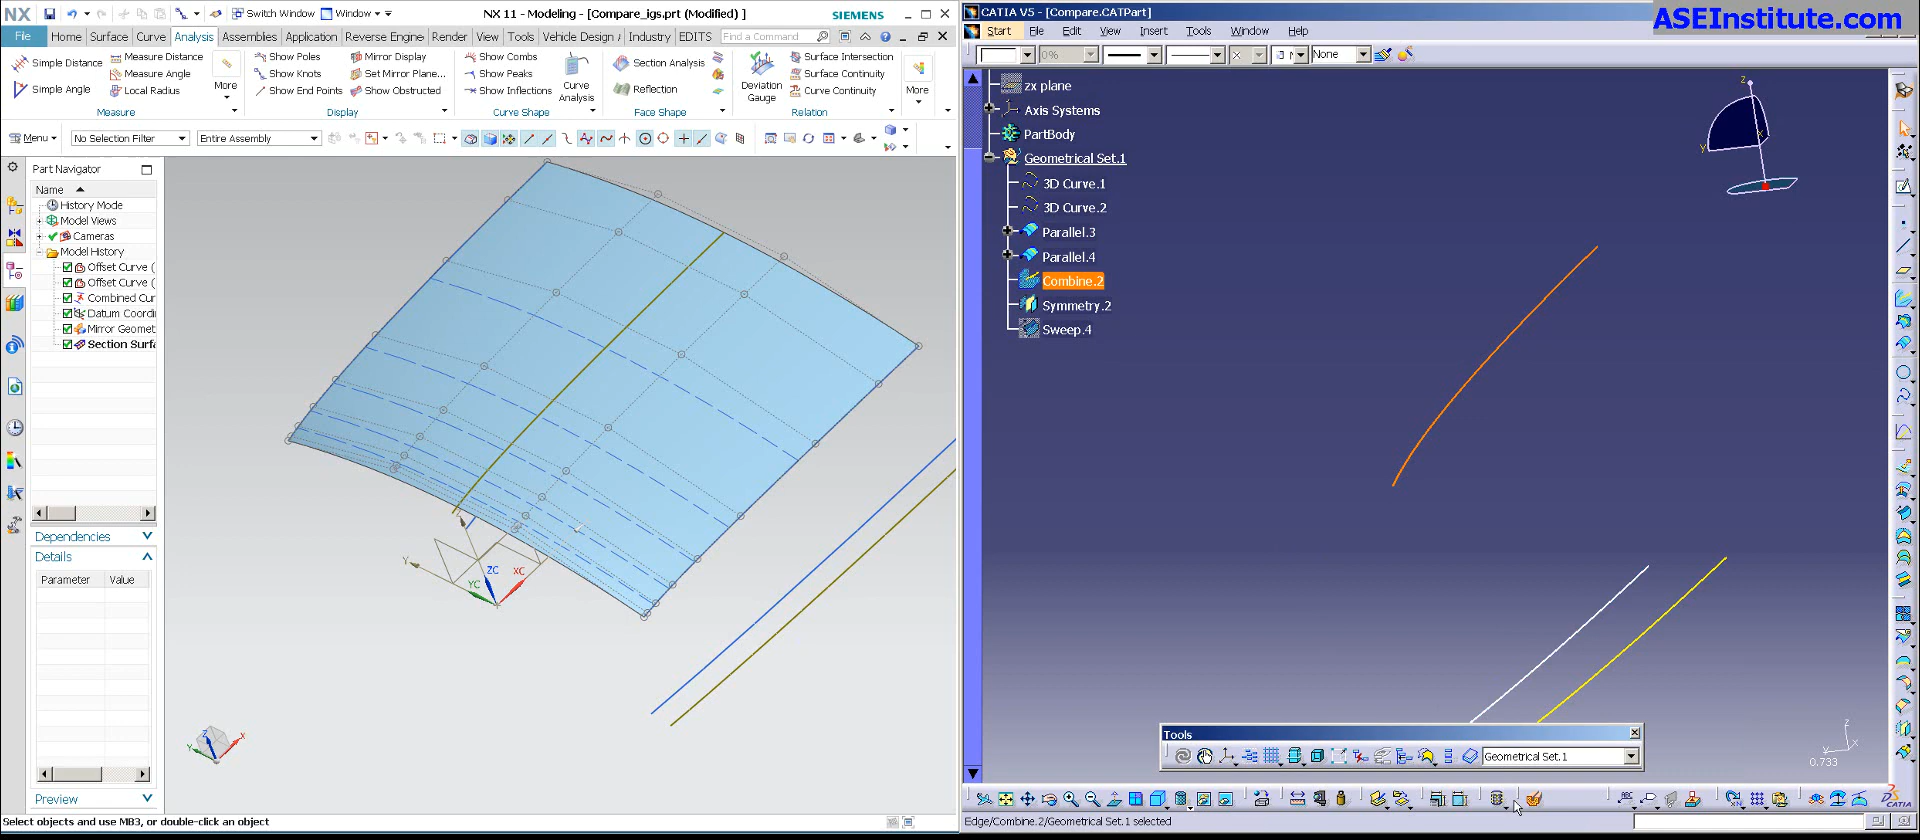 NX
Switch Window
Window
NX 11 - Modeling - [Compare_igs.prt (Modified) ]
SIEMENS
File
Home
Surface
Curve
Analysis
Assemblies
Application
Reverse Engine
Render
View
Tools
Vehicle Design
Industry
EDITS
Find a Command
Simple Distance
Measure Distance
Measure Angle
Simple Angle
Local Radius
More
Measure
Show Poles
Mirror Display
Show Knots
Set Mirror Plane...
Show End Points
Show Obstructed
Display
Show Combs
Show Peaks
Show Inflections
Curve
Analysis
Curve Shape
Section Analysis
Reflection
Face Shape
Deviation
Gauge
Surface Intersection
Surface Continuity
Curve Continuity
Relation
More
Menu
No Selection Filter
Entire Assembly
Part Navigator
Name
History Mode
Model Views
Cameras
Model History
Offset Curve (
Offset Curve (
Combined Cur
Datum Coordi
Mirror Geomet
Section Surfa
Dependencies
Details
Parameter
Value
Preview
Y
ZC
XC
YC
Z
X
Y
Select objects and use MB3, or double-click an object
CATIA V5 - [Compare.CATPart]
ASEInstitute.com
Start
File
Edit
View
Insert
Tools
Window
Help
0%
None
zx plane
Axis Systems
PartBody
Geometrical Set.1
3D Curve.1
3D Curve.2
Parallel.3
Parallel.4
Combine.2
Symmetry.2
Sweep.4
z
x
y
Tools
Geometrical Set.1
z
y
x
0.733
Edge/Combine.2/Geometrical Set.1 selected
CATIA